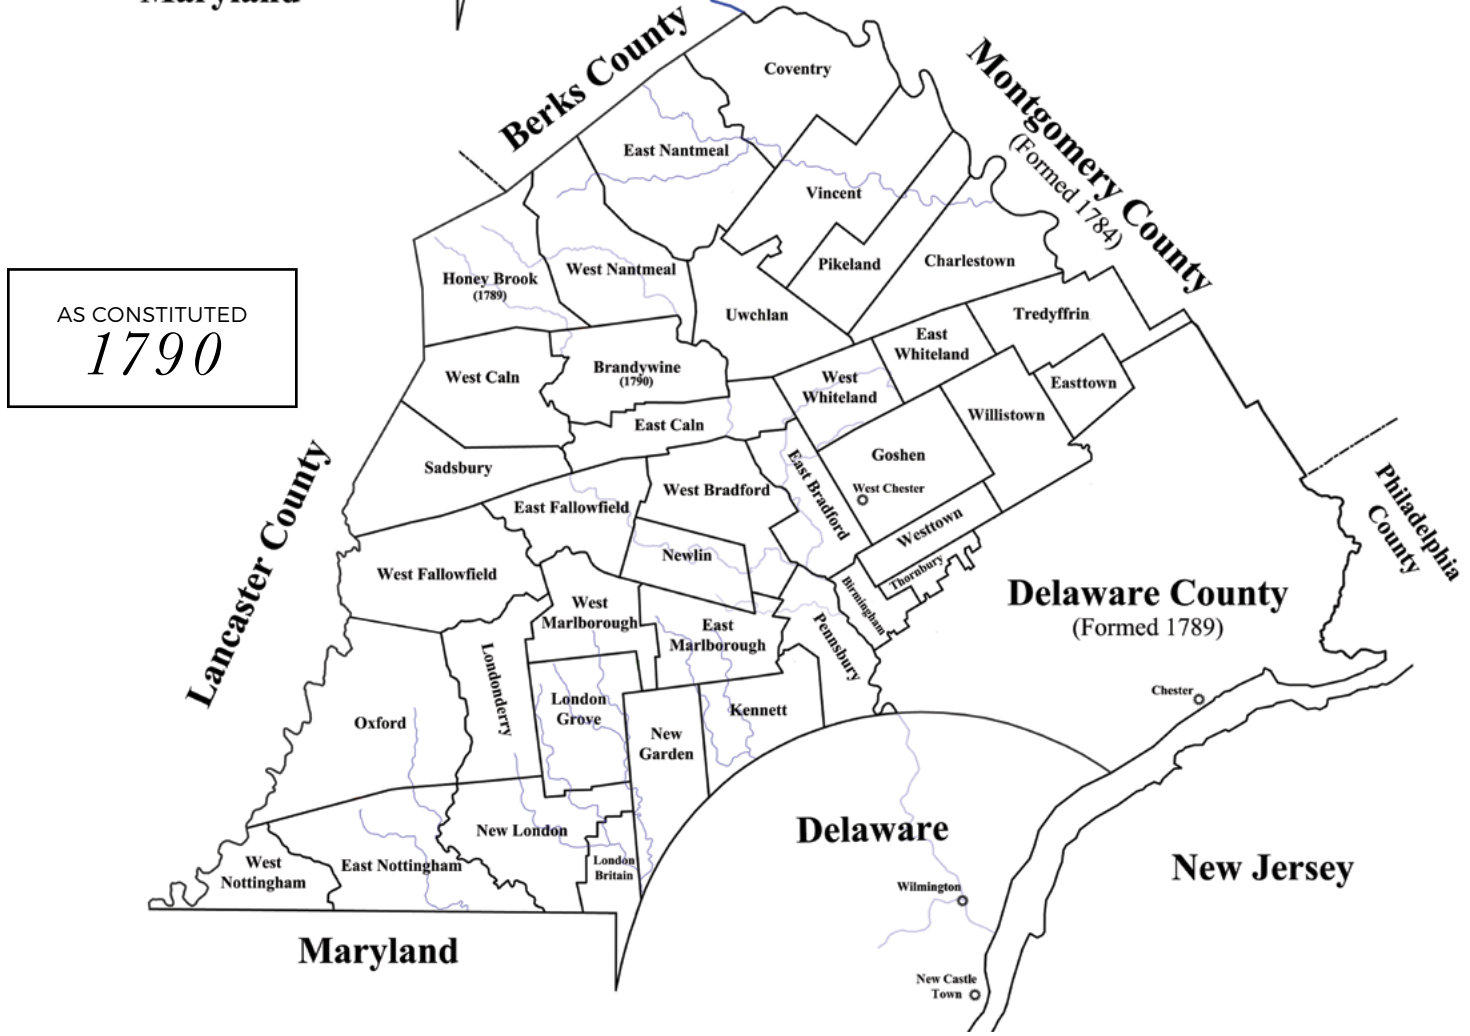 Maryland
Berks County
Montgomery County
(Formed 1784)
Coventry
East Nantmeal
Vincent
Pikeland
Charlestown
Honey Brook
(1789)
West Nantmeal
Uwchlan
Tredyffrin
East
Whiteland
AS CONSTITUTED
1790
West Caln
Brandywine
(1790)
West
Whiteland
Easttown
Willistown
East Caln
Goshen
Sadsbury
West Chester
West Bradford
East Bradford
East Fallowfield
Westtown
Lancaster County
Philadelphia
County
Newlin
Thornbury
West Fallowfield
Birmingham
Delaware County
(Formed 1789)
West
Marlborough
East
Marlborough
Pennsbury
Londonderry
London
Grove
Chester
Oxford
Kennett
New
Garden
New London
Delaware
West
Nottingham
East Nottingham
London
Britain
New Jersey
Wilmington
Maryland
New Castle
Town